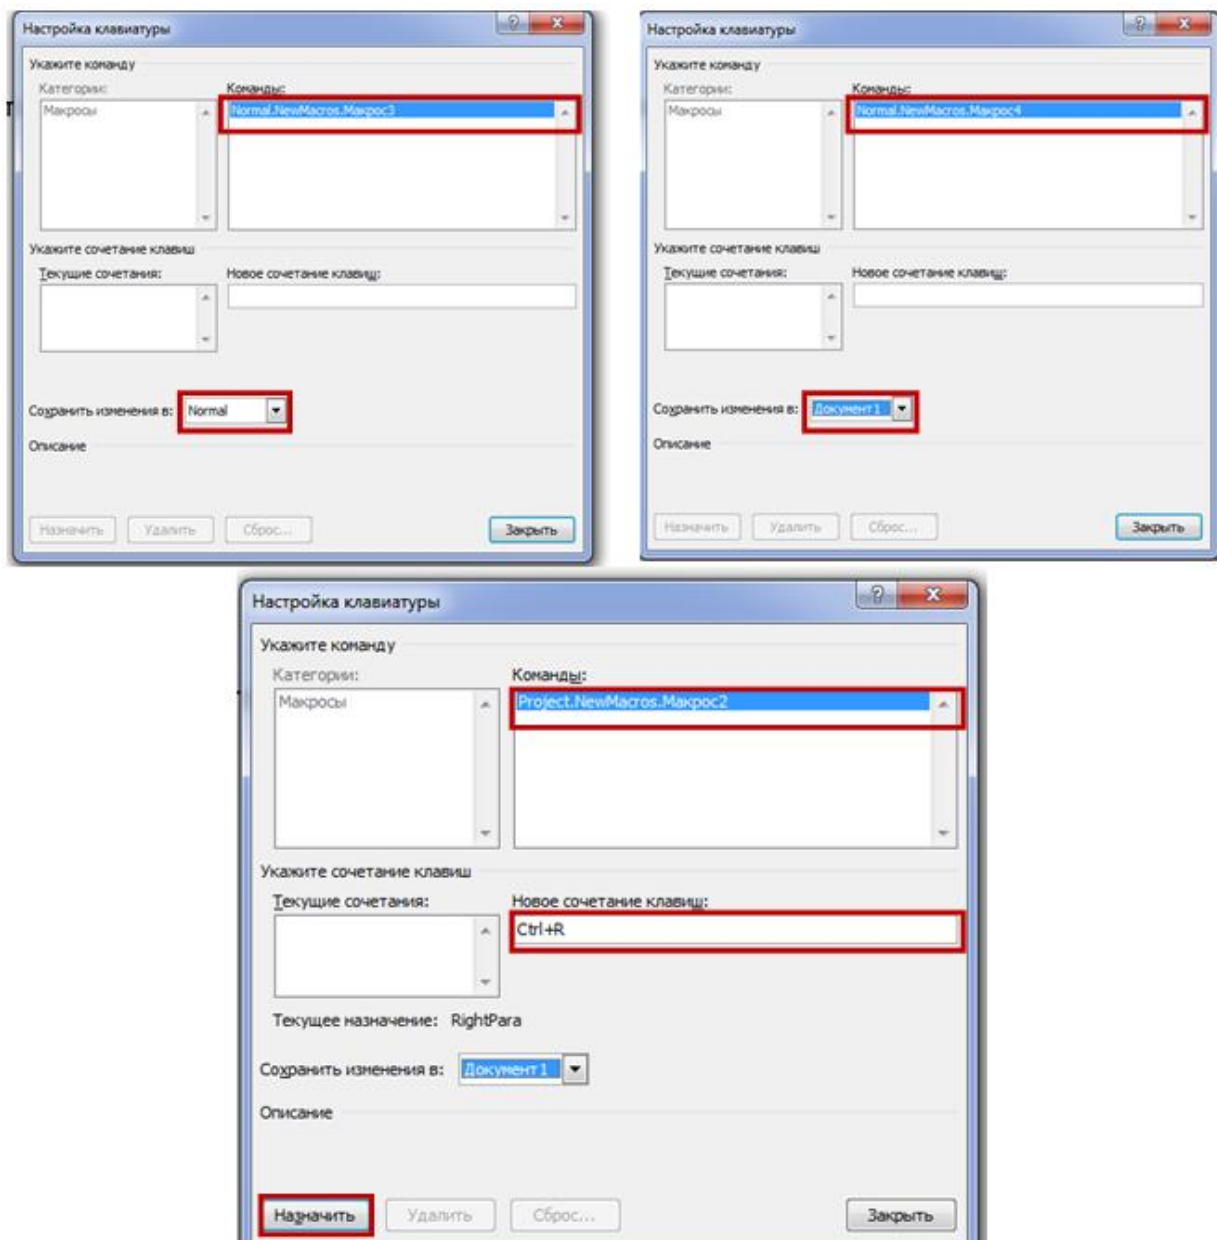 Настройка клавиатуры
Укажите команду
Категории:
Команды:
Макросы
Normal.NewMacros.Макрос3
Укажите сочетание клавиш
Текущие сочетания:
Новое сочетание клавиш:
Сохранить изменения в:
Normal
Описание
Назначить
Удалить
Сброс...
Закрыть
Настройка клавиатуры
Укажите команду
Категории:
Команды:
Макросы
Normal.NewMacros.Макрос4
Укажите сочетание клавиш
Текущие сочетания:
Новое сочетание клавиш:
Сохранить изменения в:
Документ1
Описание
Назначить
Удалить
Сброс...
Закрыть
Настройка клавиатуры
Укажите команду
Категории:
Команды:
Макросы
Project.NewMacros.Макрос2
Укажите сочетание клавиш
Текущие сочетания:
Новое сочетание клавиш:
Ctrl+R
Текущее назначение: RightPara
Сохранить изменения в:
Документ1
Описание
Назначить
Удалить
Сброс...
Закрыть